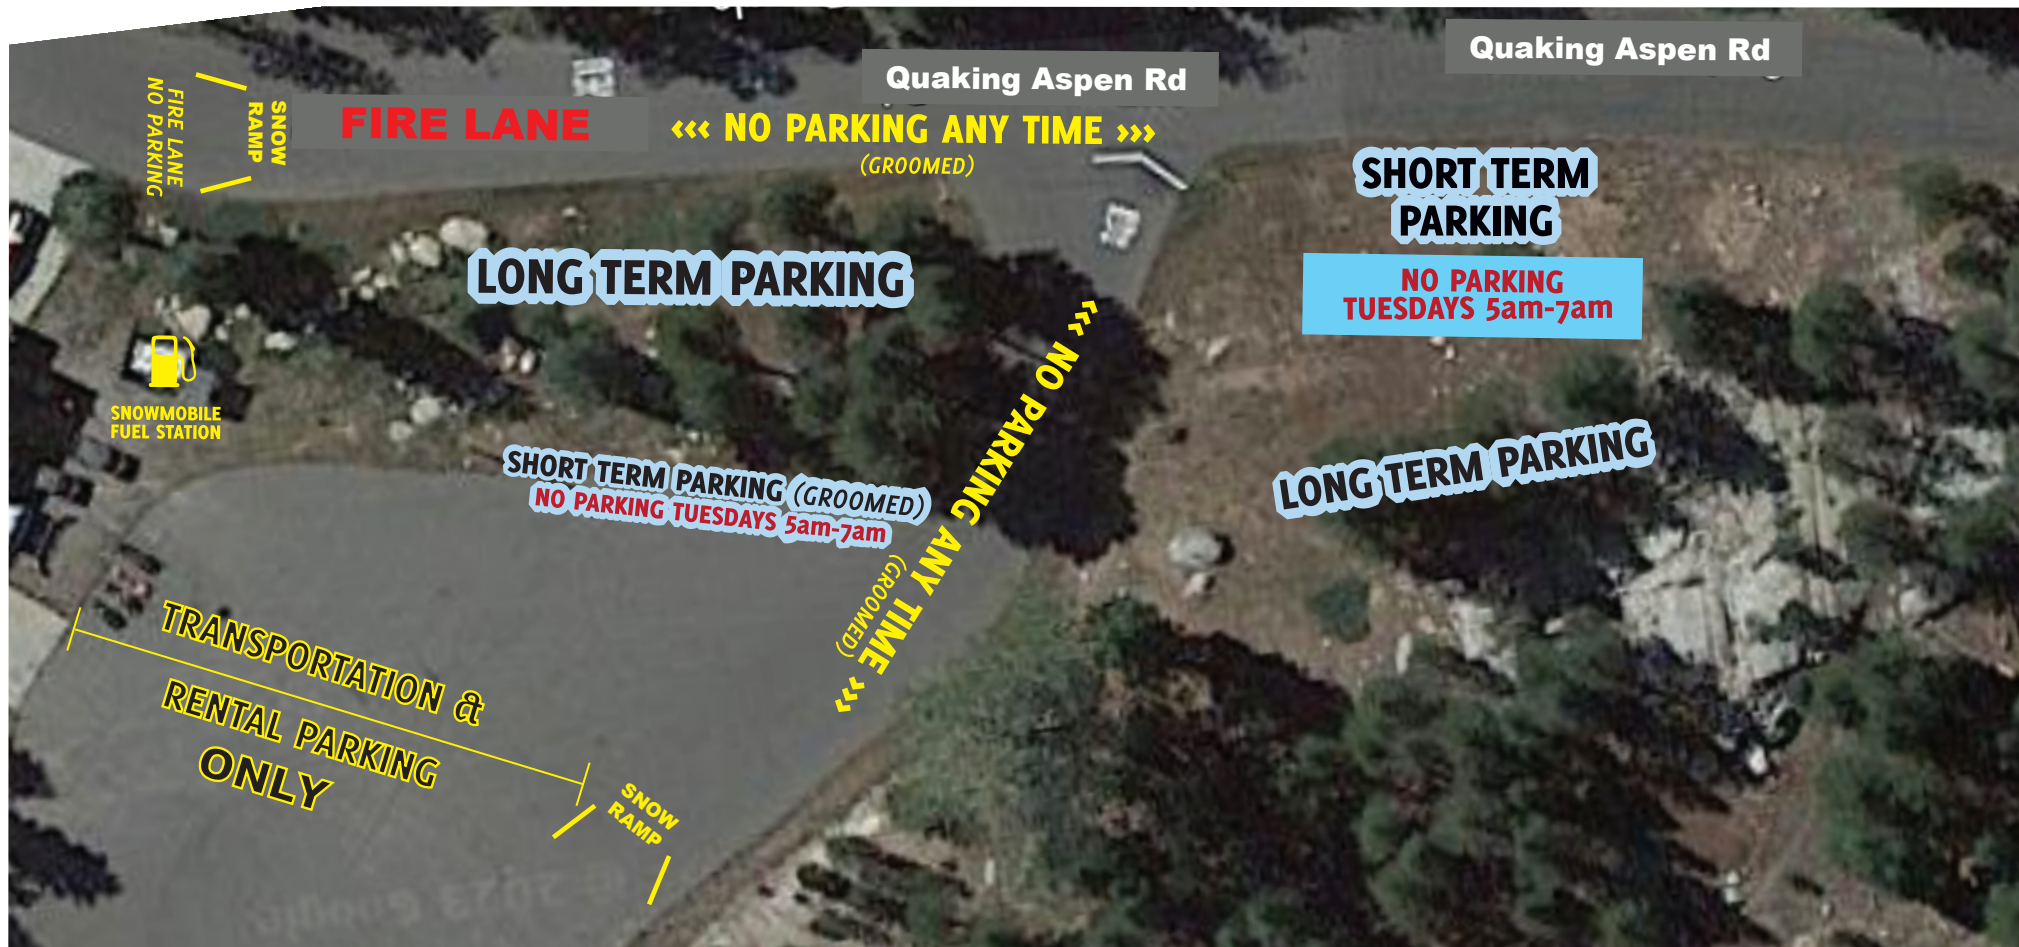 Quaking Aspen Rd
Quaking Aspen Rd
FIRE LANE
NO PARKING
SNOW
RAMP
FIRE LANE
<<< NO PARKING ANY TIME >>>
(GROOMED)
SHORT TERM
PARKING
NO PARKING
TUESDAYS 5am-7am
LONG TERM PARKING
<<< NO PARKING ANY TIME >>>
(GROOMED)
SNOWMOBILE
FUEL STATION
LONG TERM PARKING
SHORT TERM PARKING (GROOMED)
NO PARKING TUESDAYS 5am-7am
TRANSPORTATION &
RENTAL PARKING
ONLY
SNOW
RAMP